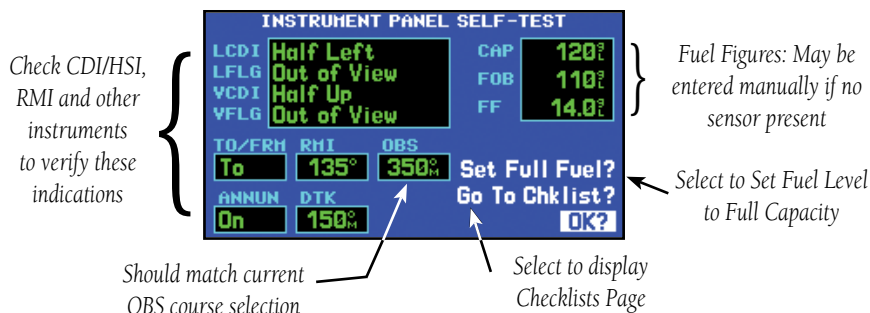 INSTRUMENT PANEL SELF-TEST
LCDI Half Left
LFLG Out of View
VCDI Half Up
VFLG Out of View
CAP 120 GL
FOB 110 GL
FF 14.0 GL
TO/FRM RMI OBS
To 135° 350°M
ANNUN DTK
On 150°M
Set Full Fuel?
Go To Chklist?
OK?
Check CDI/HSI,
RMI and other
instruments
to verify these
indications
Fuel Figures: May be
entered manually if no
sensor present
Select to Set Fuel Level
to Full Capacity
Should match current
OBS course selection
Select to display
Checklists Page